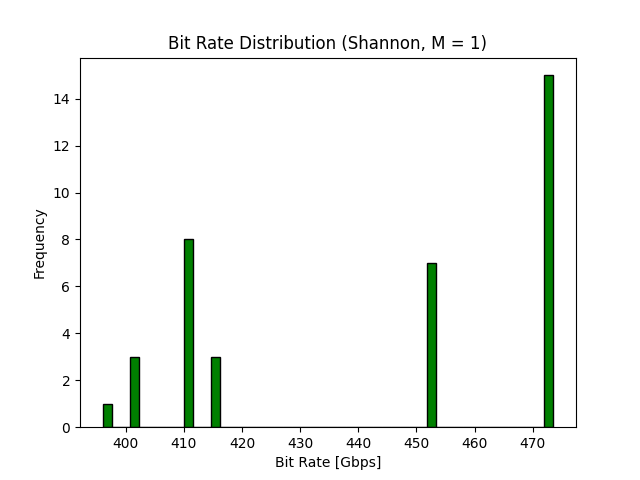 Bit Rate Distribution (Shannon, M = 1)
14
12
10
8
6
4
2
0
Frequency
400 410 420 430 440 450 460 470
Bit Rate [Gbps]